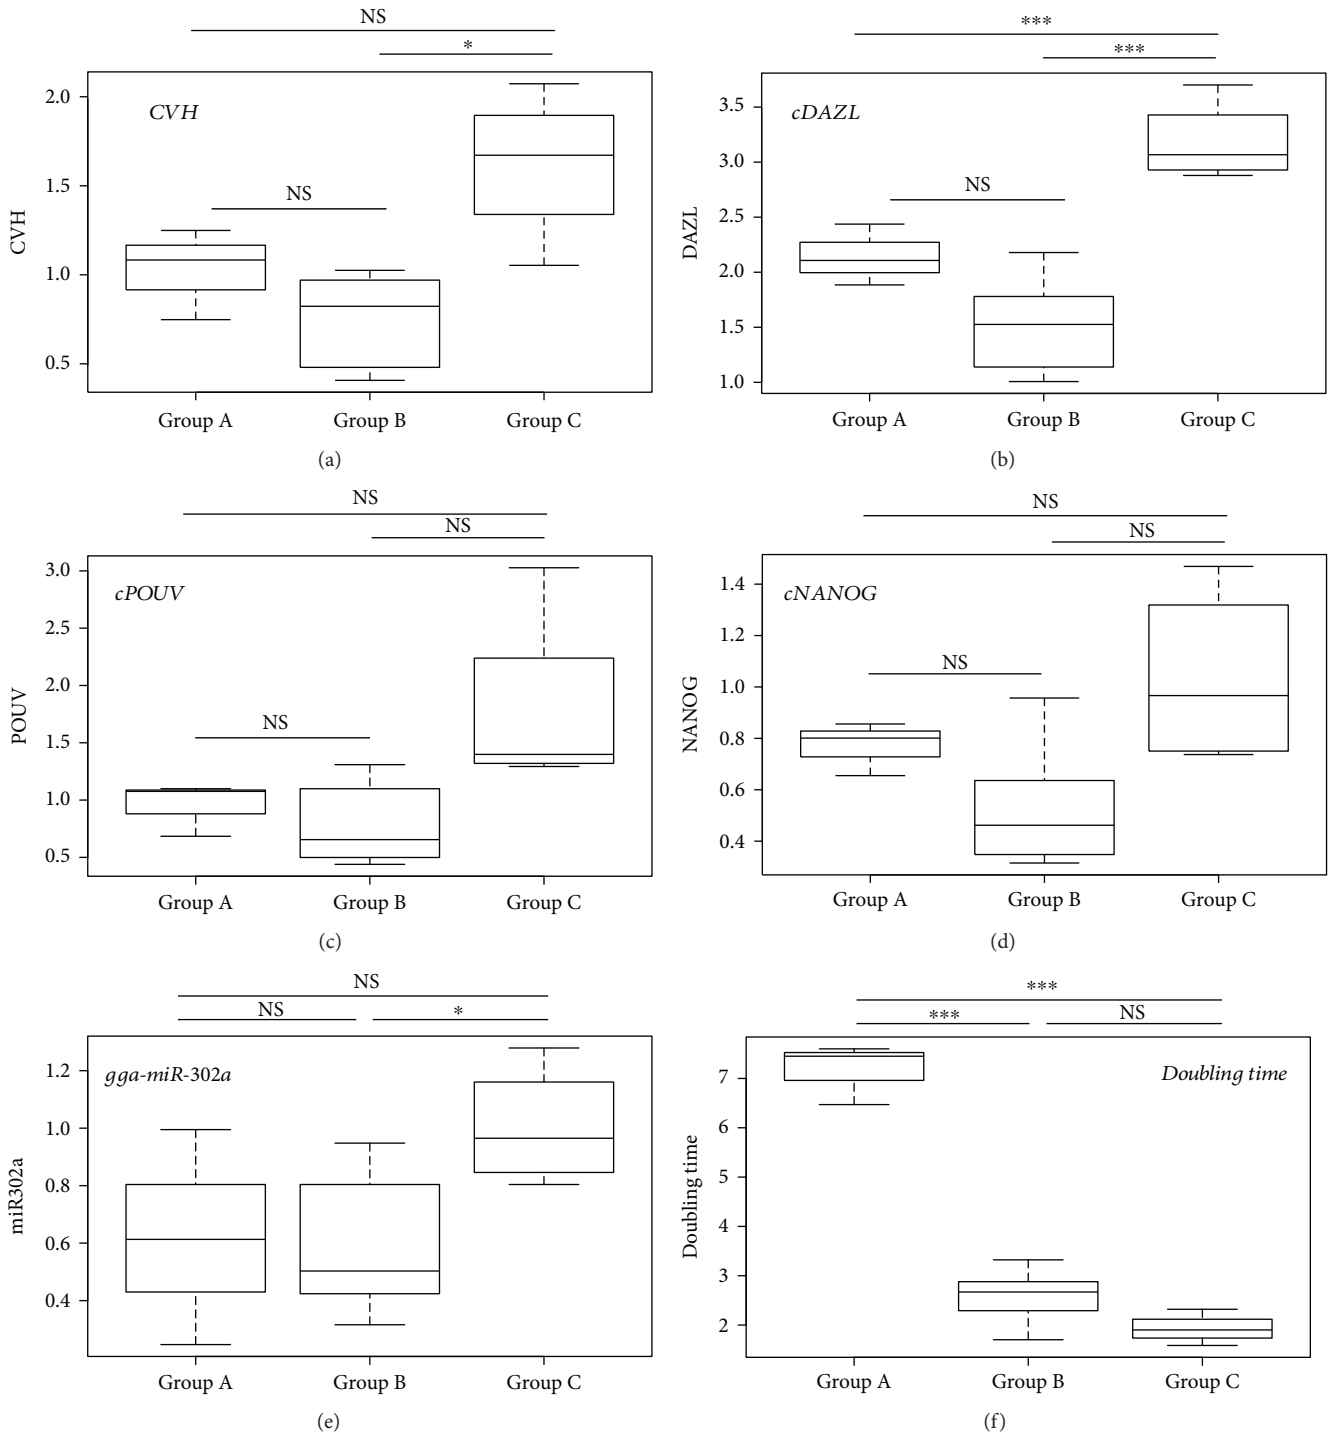 NS
*
2.0
CVH
1.5
NS
CVH
1.0
0.5
Group A Group B Group C
(a)
***
***
3.5
cDAZL
3.0
NS
2.5
DAZL
2.0
1.5
1.0
Group A Group B Group C
(b)
NS
NS
3.0
cPOUV
2.5
2.0
POUV
NS
1.5
1.0
0.5
Group A Group B Group C
(c)
NS
NS
1.4
cNANOG
1.2
NS
1.0
NANOG
0.8
0.6
0.4
Group A Group B Group C
(d)
NS
NS *
1.2
gga-miR-302a
1.0
0.8
miR302a
0.6
0.4
Group A Group B Group C
(e)
***
*** NS
7
Doubling time
6
5
Doubling time
4
3
2
Group A Group B Group C
(f)